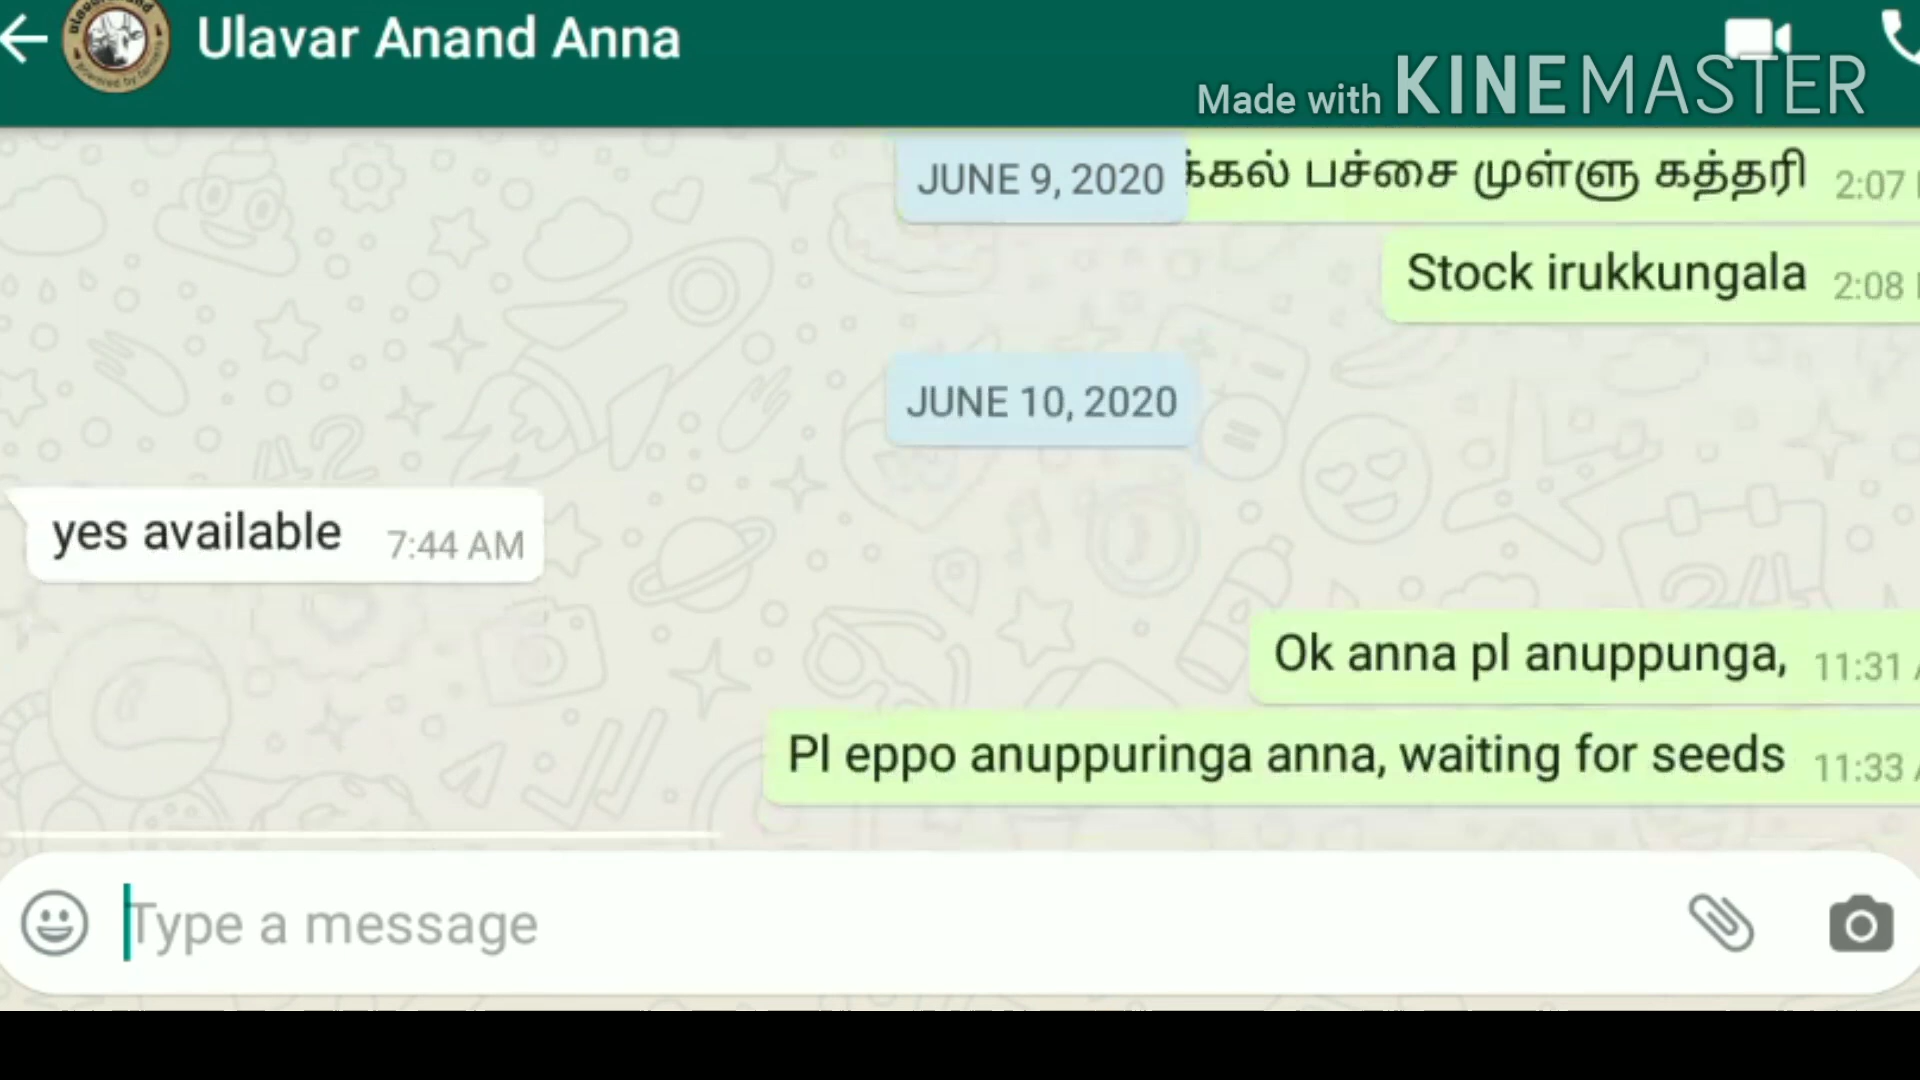 Ulavar Anand Anna
Made with KINEMASTER
JUNE 9, 2020
பச்சை முள்ளு கத்தரி 2:07
Stock irukkungala 2:08
JUNE 10, 2020
yes available 7:44 AM
Ok anna pl anuppunga, 11:31
Pl eppo anuppuringa anna, waiting for seeds 11:33
Type a message